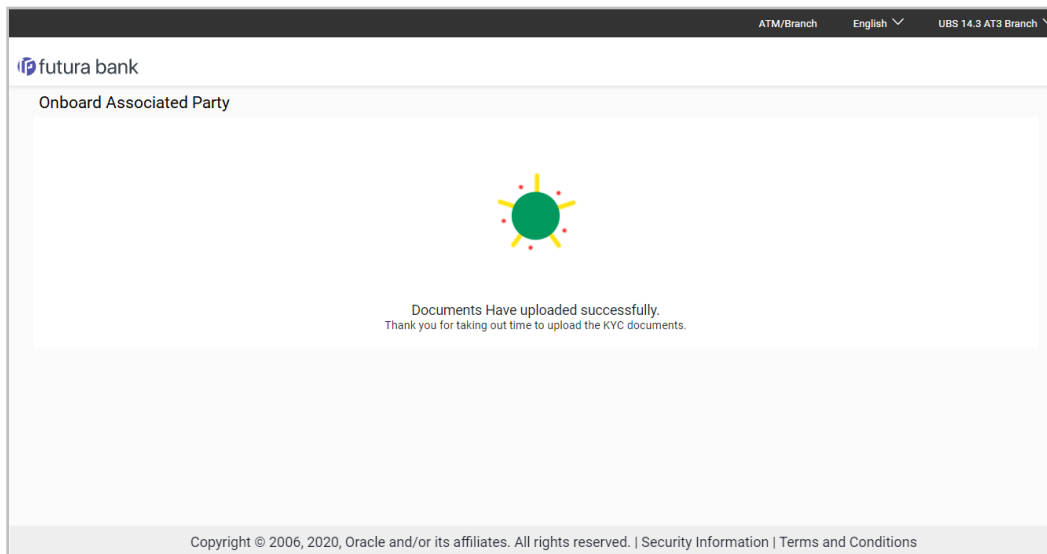 ATM/Branch English UBS 14.3 AT3 Branch
futura bank
Onboard Associated Party
Documents Have uploaded successfully.
Thank you for taking out time to upload the KYC documents.
Copyright © 2006, 2020, Oracle and/or its affiliates. All rights reserved. | Security Information | Terms and Conditions